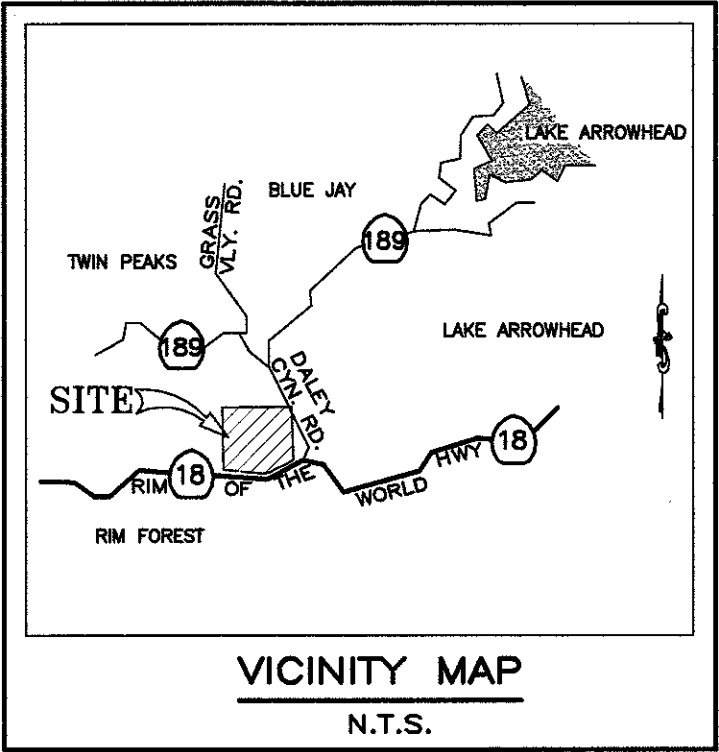 LAKE ARROWHEAD
BLUE JAY
GRASS
VLY. RD.
189
TWIN PEAKS
LAKE ARROWHEAD
189
DALEY
CYN. RD.
SITE
18
18
RIM OF THE WORLD HWY
RIM FOREST
VICINITY MAP
N.T.S.